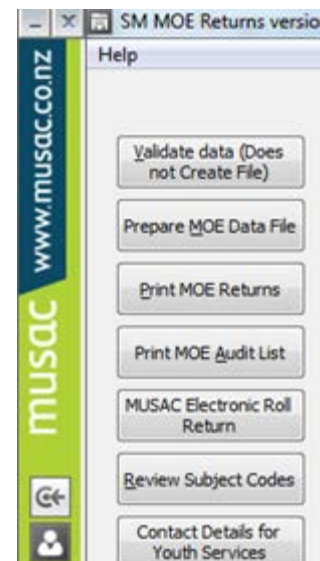 SM MOE Returns versio
Help
www.musac.co.nz
musac
Validate data (Does
not Create File)
Prepare MOE Data File
Print MOE Returns
Print MOE Audit List
MUSAC Electronic Roll
Return
Review Subject Codes
Contact Details for
Youth Services